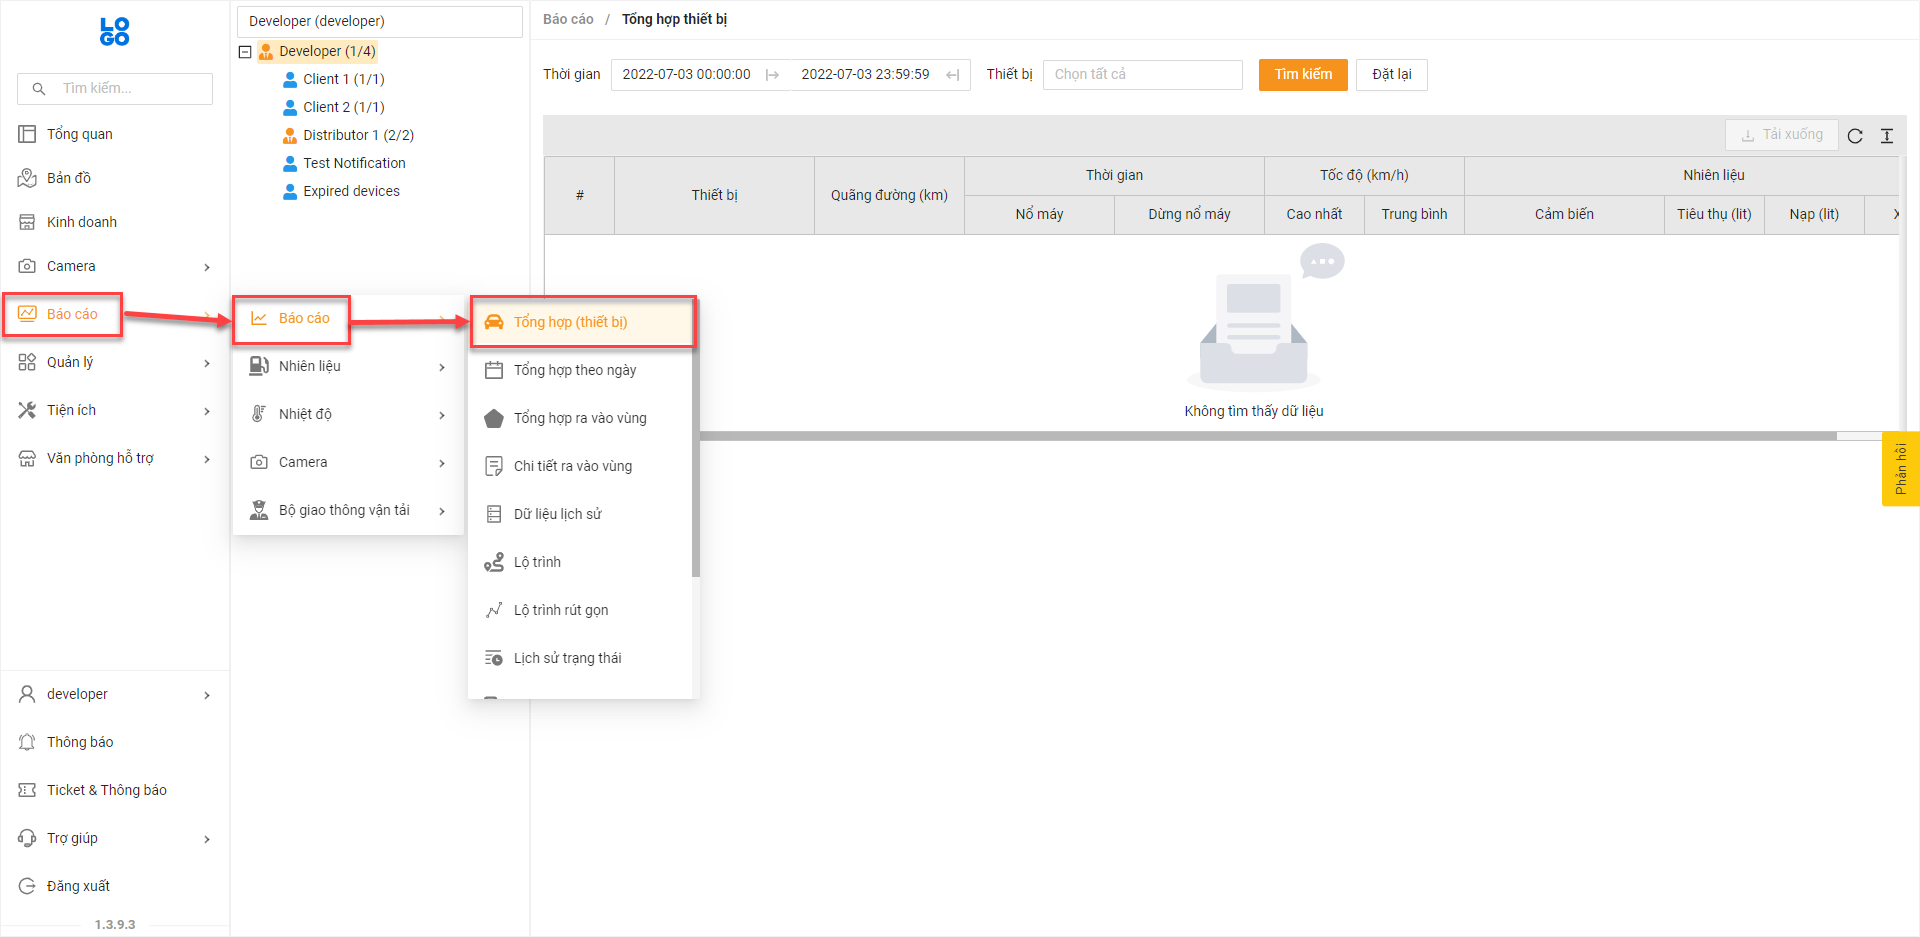 LO
GO
Tìm kiếm...
Tổng quan
Bản đồ
Kinh doanh
Camera
Báo cáo
Quản lý
Tiện ích
Văn phòng hỗ trợ
developer
Thông báo
Ticket & Thông báo
Trợ giúp
Đăng xuất
1.3.9.3
Developer (developer)
Developer (1/4)
Client 1 (1/1)
Client 2 (1/1)
Distributor 1 (2/2)
Test Notification
Expired devices
Báo cáo
Nhiên liệu
Nhiệt độ
Camera
Bộ giao thông vận tải
Tổng hợp (thiết bị)
Tổng hợp theo ngày
Tổng hợp ra vào vùng
Chi tiết ra vào vùng
Dữ liệu lịch sử
Lộ trình
Lộ trình rút gọn
Lịch sử trạng thái
Báo cáo / Tổng hợp thiết bị
Thời gian 2022-07-03 00:00:00 2022-07-03 23:59:59 Thiết bị Chọn tất cả Tìm kiếm Đặt lại
Tải xuống
# Thiết bị Quãng đường (km) Thời gian Tốc độ (km/h) Nhiên liệu
Nổ máy Dừng nổ máy Cao nhất Trung bình Cảm biến Tiêu thụ (lit) Nạp (lit) X
Không tìm thấy dữ liệu
Phản hồi